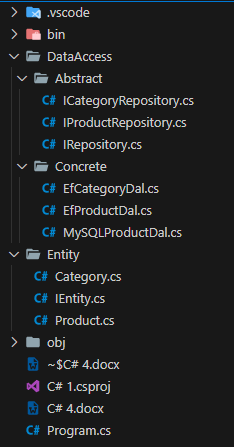 .vscode
bin
DataAccess
Abstract
C# ICategoryRepository.cs
C# IProductRepository.cs
C# IRepository.cs
Concrete
C# EfCategoryDal.cs
C# EfProductDal.cs
C# MySQLProductDal.cs
Entity
C# Category.cs
C# IEntity.cs
C# Product.cs
obj
~$C# 4.docx
C# 1.csproj
C# 4.docx
C# Program.cs